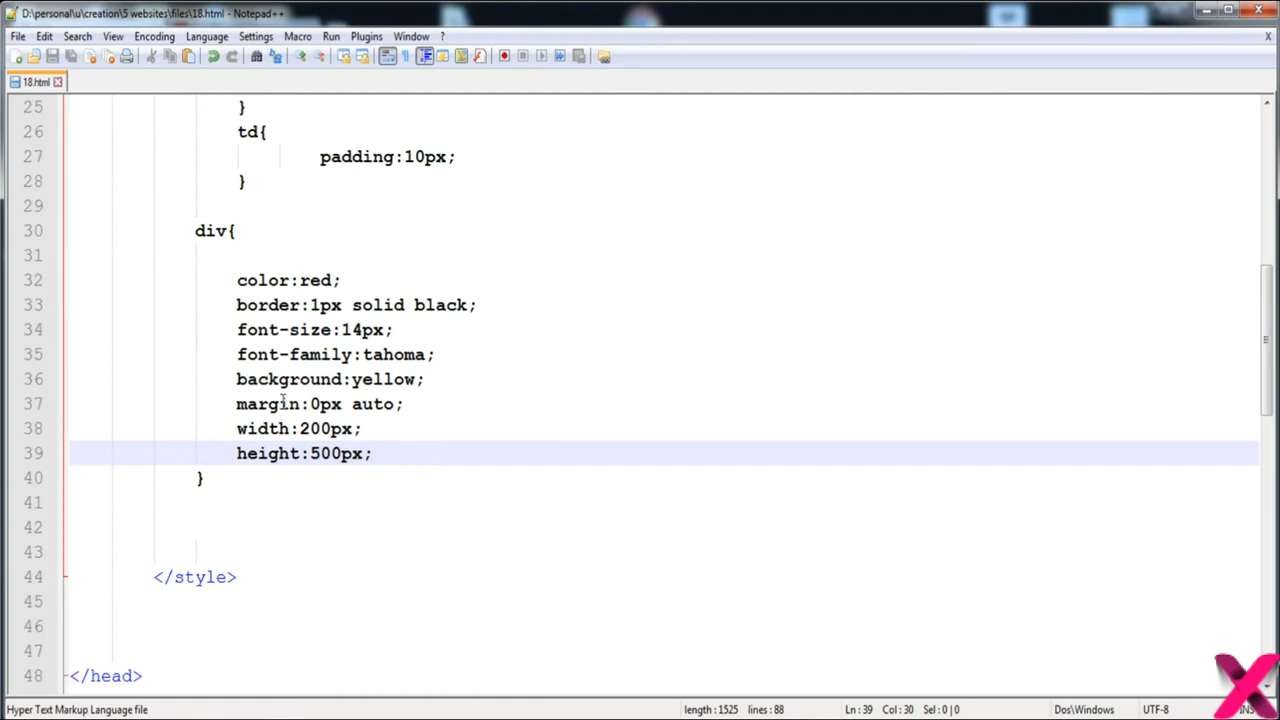 D:\personal\u\creation\5 websites\files\18.html - Notepad++
File Edit Search View Encoding Language Settings Macro Run Plugins Window ? X
18.html
25 }
26 td{
27 padding:10px;
28 }
29
30 div{
31
32 color:red;
33 border:1px solid black;
34 font-size:14px;
35 font-family:tahoma;
36 background:yellow;
37 margin:0px auto;
38 width:200px;
39 height:500px;
40 }
41
42
43
44 </style>
45
46
47
48 </head>
Hyper Text Markup Language file length : 1525 lines : 88 Ln : 39 Col : 30 Sel : 0 | 0 Dos\Windows UTF-8 INS